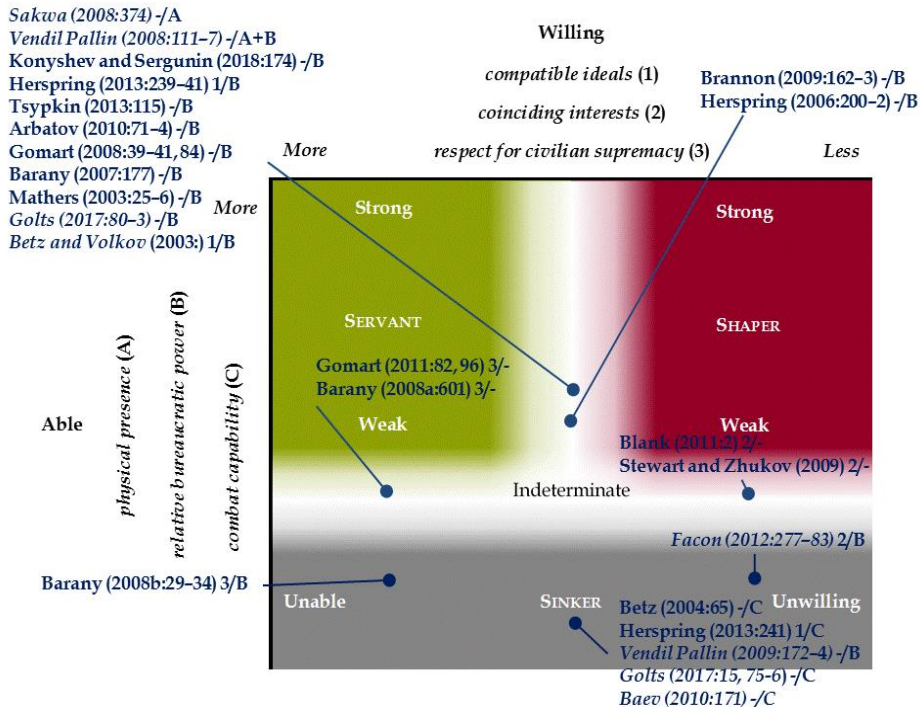 Sakwa (2008:374) -/A
Vendil Pallin (2008:111–7) -/A+B
Konyshev and Sergunin (2018:174) -/B
Herspring (2013:239–41) 1/B
Tsypkin (2013:115) -/B
Arbatov (2010:71–4) -/B
Gomart (2008:39–41, 84) -/B
Barany (2007:177) -/B
Mathers (2003:25–6) -/B
Golts (2017:80–3) -/B
Betz and Volkov (2003:) 1/B
Willing
compatible ideals (1)
coinciding interests (2)
respect for civilian supremacy (3)
More
Less
Brannon (2009:162–3) -/B
Herspring (2006:200–2) -/B
More
Able
physical presence (A)
relative bureaucratic power (B)
combat capability (C)
Strong
Strong
SERVANT
SHAPER
Gomart (2011:82, 96) 3/-
Barany (2008a:601) 3/-
Weak
Weak
Blank (2011:2) 2/-
Stewart and Zhukov (2009) 2/-
Indeterminate
Facon (2012:277–83) 2/B
Barany (2008b:29–34) 3/B
Unable
SINKER
Unwilling
Betz (2004:65) -/C
Herspring (2013:241) 1/C
Vendil Pallin (2009:172–4) -/B
Golts (2017:15, 75-6) -/C
Baev (2010:171) -/C